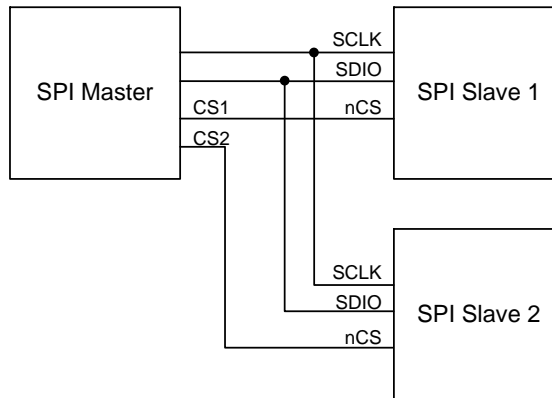 SCLK
SDIO
SPI Master
SPI Slave 1
CS1
nCS
CS2
SCLK
SDIO
SPI Slave 2
nCS